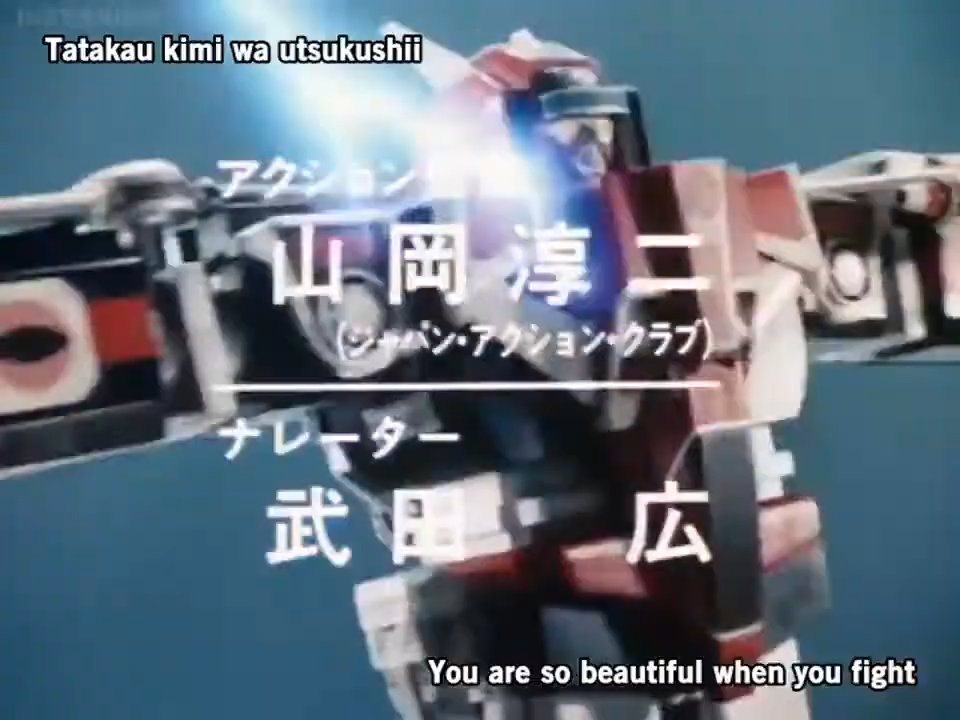 Tatakau kimi wa utsukushii
アクション
山岡淳二
(ジャパン・アクション・クラブ)
ナレーター
武田 広
You are so beautiful when you fight